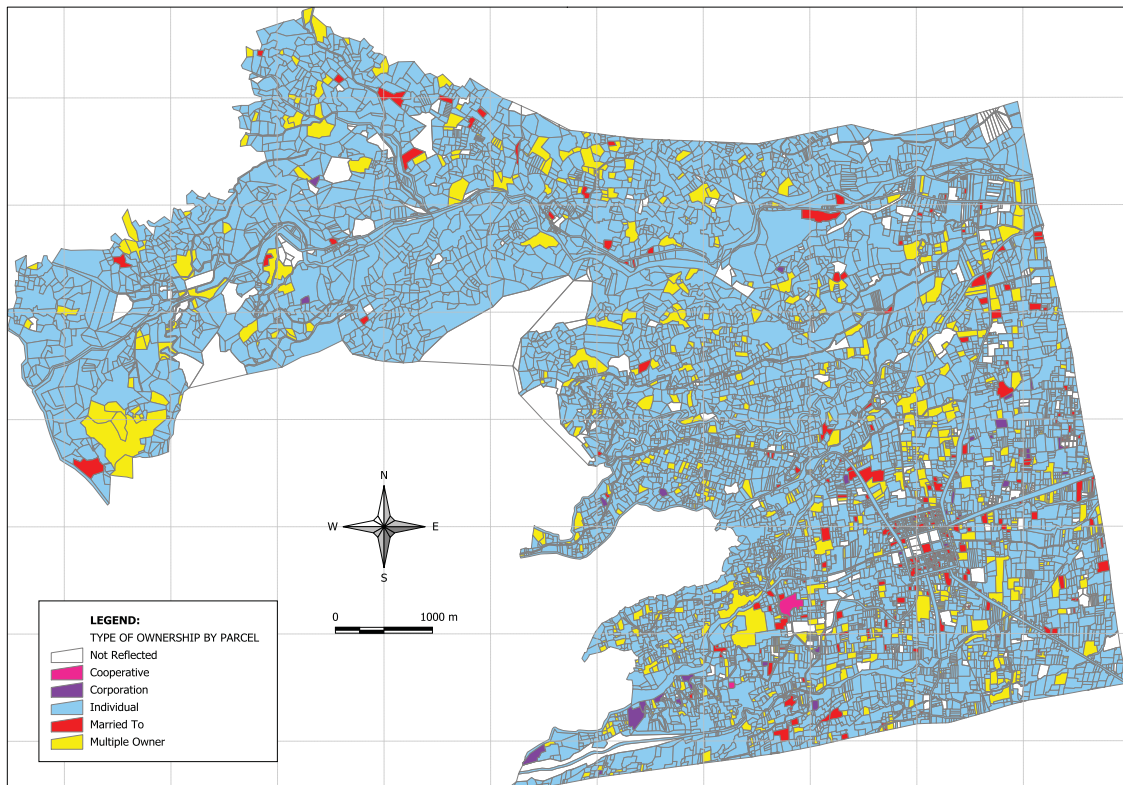 N
W E
S
0 1000 m
LEGEND:
TYPE OF OWNERSHIP BY PARCEL
Not Reflected
Cooperative
Corporation
Individual
Married To
Multiple Owner